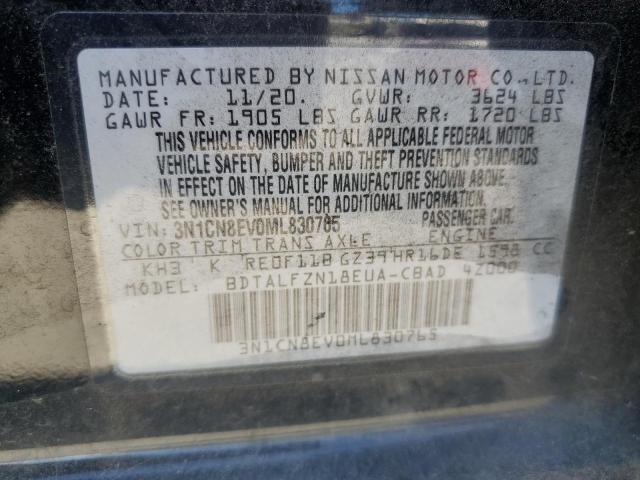 MANUFACTURED BY NISSAN MOTOR CO., LTD.
DATE: 11/20. GVWR: 3624 LBS
GAWR FR: 1905 LBS GAWR RR: 1720 LBS
THIS VEHICLE CONFORMS TO ALL APPLICABLE FEDERAL MOTOR
VEHICLE SAFETY, BUMPER AND THEFT PREVENTION STANDARDS
IN EFFECT ON THE DATE OF MANUFACTURE SHOWN ABOVE.
SEE OWNER'S MANUAL FOR ADDITIONAL INFORMATION.
VIN: 3N1CN8EV0ML830765 PASSENGER CAR.
COLOR TRIM TRANS AXLE ENGINE
KH3 K RE0F11B GZ39 HR16DE 1598 CC
MODEL: BDTALFZN18EUA-CBAD 42000
3N1CN8EV0ML830765